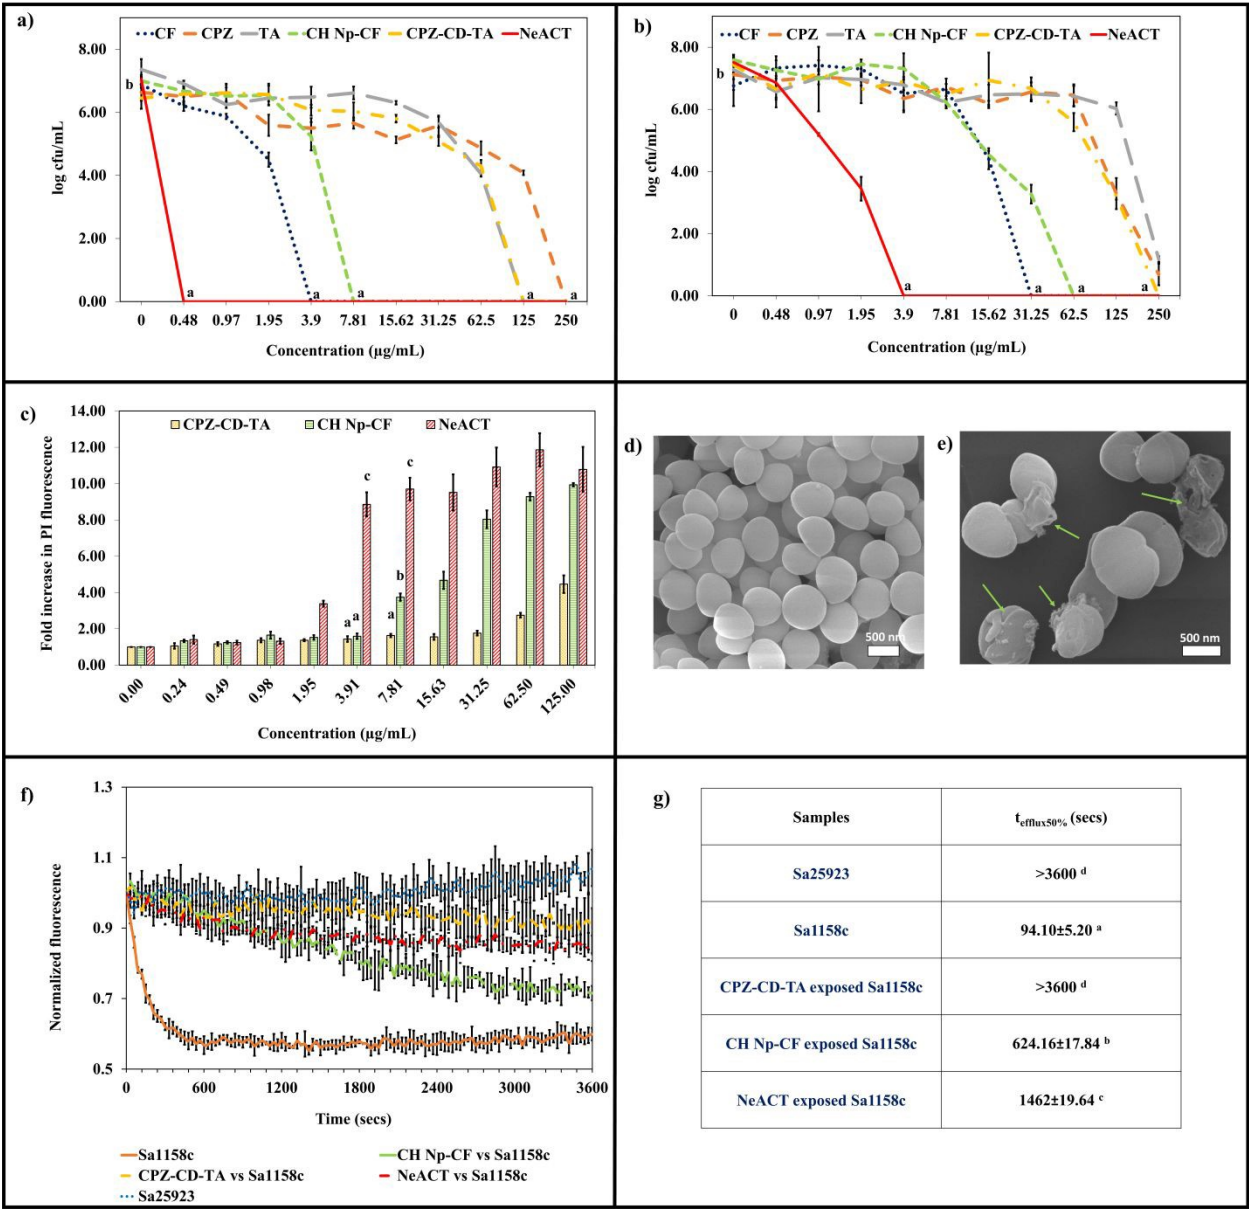 a)
CF CPZ TA CH Np-CF CPZ-CD-TA NeACT
8.00
6.00
4.00
2.00
0.00
log cfu/mL
b
a a a a a
0 0.48 0.97 1.95 3.9 7.81 15.62 31.25 62.5 125 250
Concentration (µg/mL)
b)
CF CPZ TA CH Np-CF CPZ-CD-TA NeACT
8.00
6.00
4.00
2.00
0.00
log cfu/mL
b
a a a a
0 0.48 0.97 1.95 3.9 7.81 15.62 31.25 62.5 125 250
Concentration (µg/mL)
c)
CPZ-CD-TA CH Np-CF NeACT
14.00
12.00
10.00
8.00
6.00
4.00
2.00
0.00
Fold increase in PI fluorescence
c c
b
a a a
0.00 0.24 0.49 0.98 1.95 3.91 7.81 15.63 31.25 62.50 125.00
Concentration (µg/mL)
d)
500 nm
e)
500 nm
f)
1.3
1.1
0.9
0.7
0.5
Normalized fluorescence
0 600 1200 1800 2400 3000 3600
Time (secs)
Sa1158c CH Np-CF vs Sa1158c
CPZ-CD-TA vs Sa1158c NeACT vs Sa1158c
Sa25923
g)
Samples t efflux50% (secs)
Sa25923 >3600 d
Sa1158c 94.10±5.20 a
CPZ-CD-TA exposed Sa1158c >3600 d
CH Np-CF exposed Sa1158c 624.16±17.84 b
NeACT exposed Sa1158c 1462±19.64 c